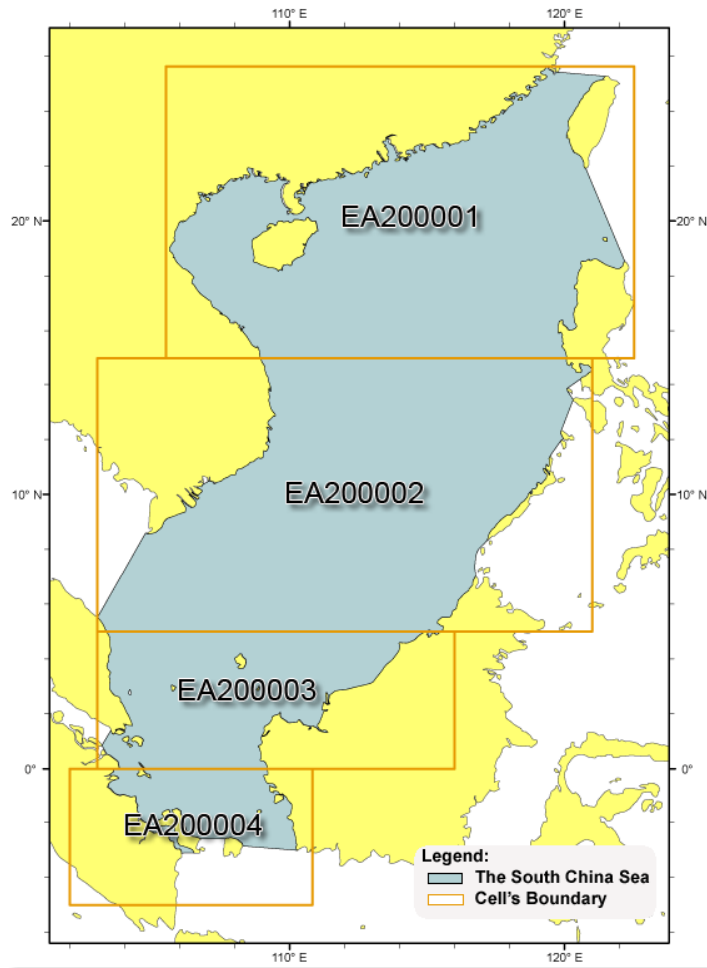 110° E
120° E
20° N
EA200001
20° N
10° N
EA200002
10° N
EA200003
0°
0°
EA200004
Legend:
The South China Sea
Cell's Boundary
110° E
120° E